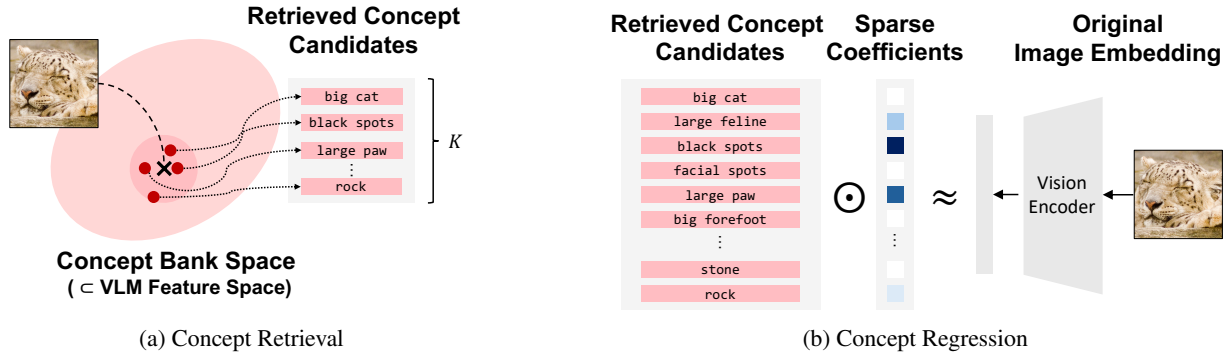 Retrieved Concept
Candidates
big cat
black spots
large paw
⋮
rock
K
Concept Bank Space
( ⊂ VLM Feature Space)
(a) Concept Retrieval
Retrieved Concept
Candidates
big cat
large feline
black spots
facial spots
large paw
big forefoot
⋮
stone
rock
Sparse
Coefficients
⋮
⊙
≈
Original
Image Embedding
Vision
Encoder
(b) Concept Regression